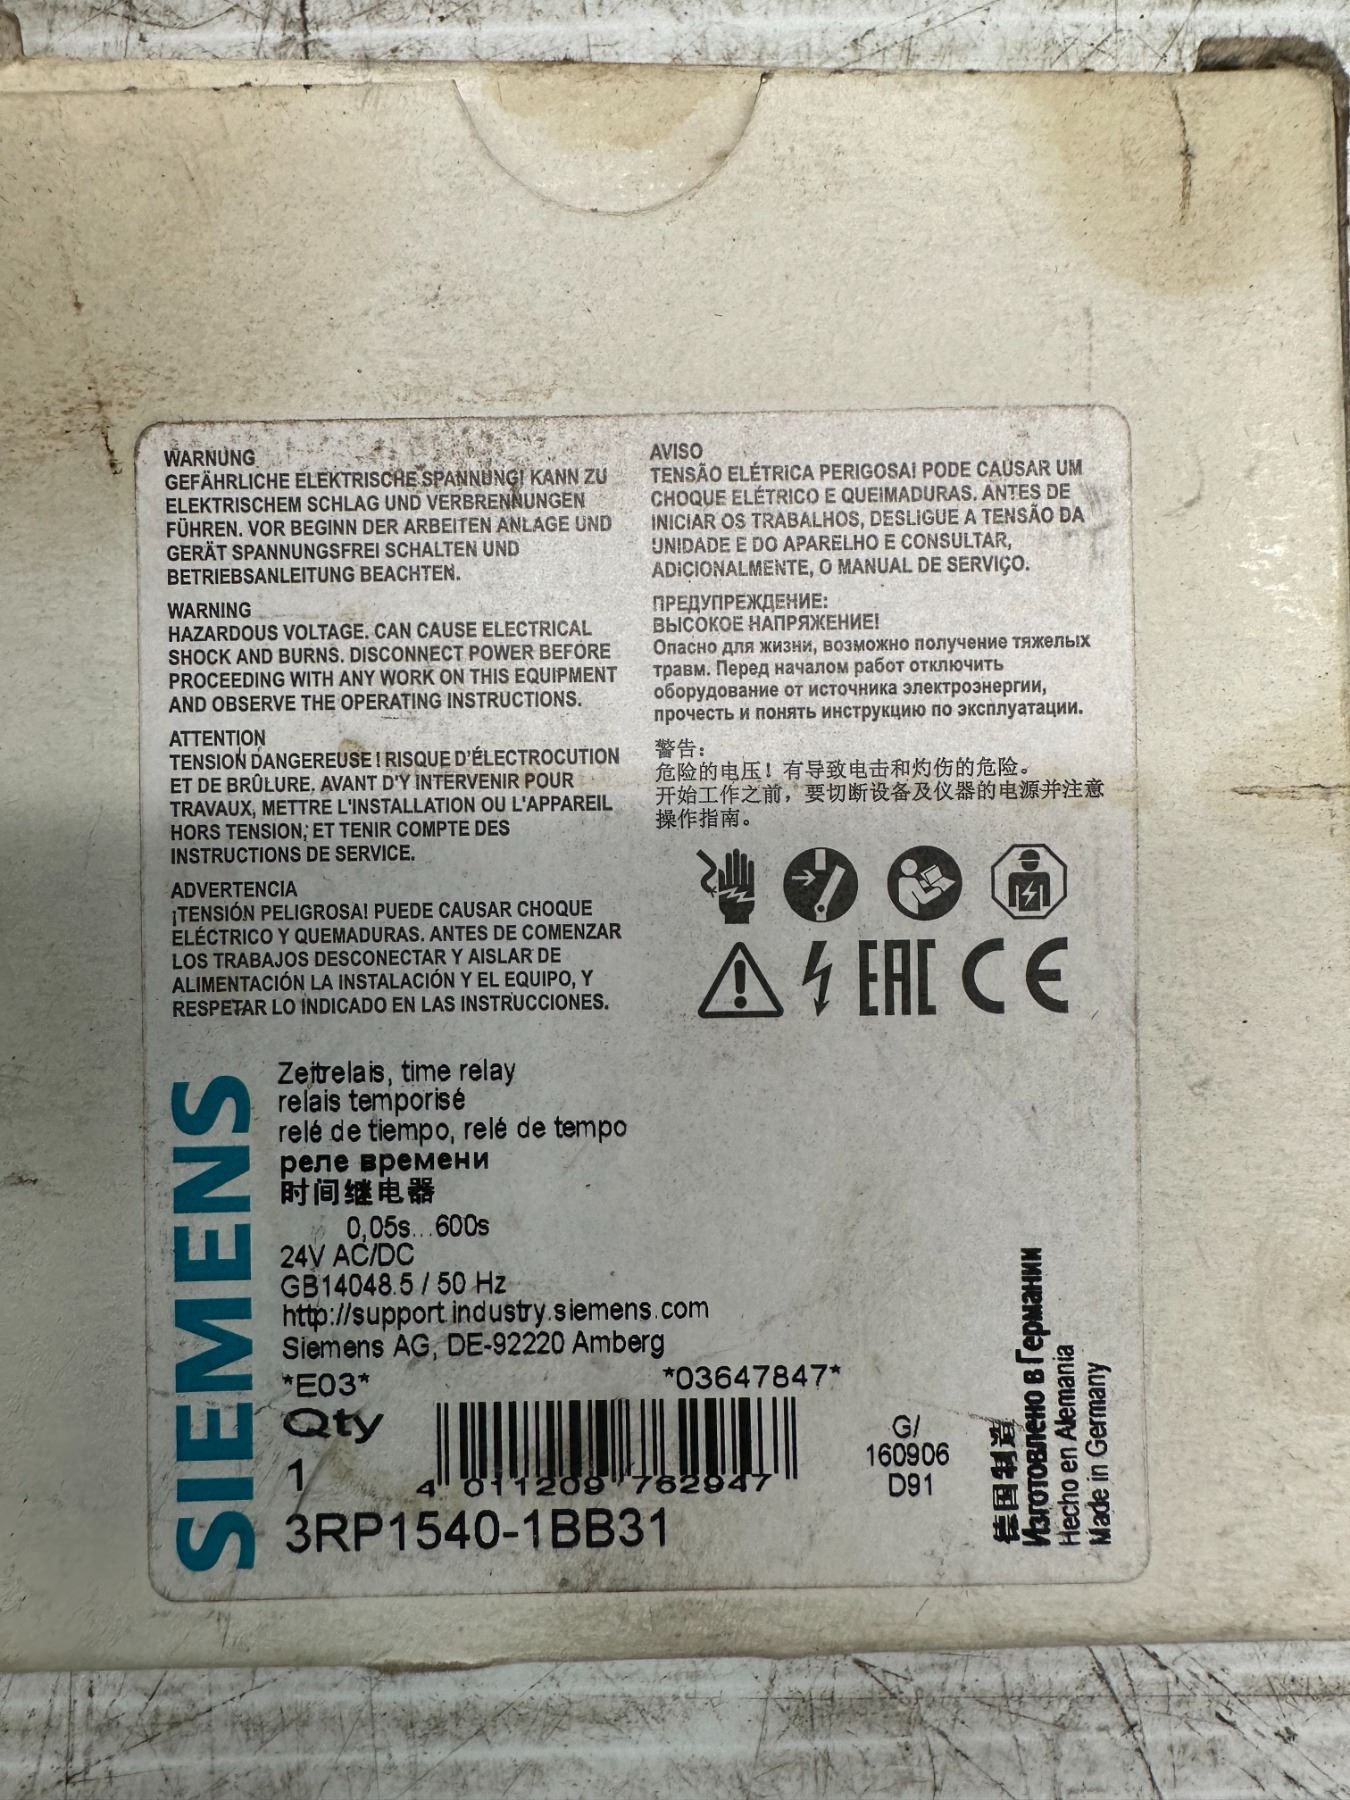 WARNUNG
GEFÄHRLICHE ELEKTRISCHE SPANNUNG! KANN ZU
ELEKTRISCHEM SCHLAG UND VERBRENNUNGEN
FÜHREN. VOR BEGINN DER ARBEITEN ANLAGE UND
GERÄT SPANNUNGSFREI SCHALTEN UND
BETRIEBSANLEITUNG BEACHTEN.
WARNING
HAZARDOUS VOLTAGE. CAN CAUSE ELECTRICAL
SHOCK AND BURNS. DISCONNECT POWER BEFORE
PROCEEDING WITH ANY WORK ON THIS EQUIPMENT
AND OBSERVE THE OPERATING INSTRUCTIONS.
ATTENTION
TENSION DANGEREUSE ! RISQUE D'ÉLECTROCUTION
ET DE BRÛLURE. AVANT D'Y INTERVENIR POUR
TRAVAUX, METTRE L'INSTALLATION OU L'APPAREIL
HORS TENSION; ET TENIR COMPTE DES
INSTRUCTIONS DE SERVICE.
ADVERTENCIA
¡TENSIÓN PELIGROSA! PUEDE CAUSAR CHOQUE
ELÉCTRICO Y QUEMADURAS. ANTES DE COMENZAR
LOS TRABAJOS DESCONECTAR Y AISLAR DE
ALIMENTACIÓN LA INSTALACIÓN Y EL EQUIPO, Y
RESPETAR LO INDICADO EN LAS INSTRUCCIONES.
AVISO
TENSÃO ELÉTRICA PERIGOSA! PODE CAUSAR UM
CHOQUE ELÉTRICO E QUEIMADURAS. ANTES DE
INICIAR OS TRABALHOS, DESLIGUE A TENSÃO DA
UNIDADE E DO APARELHO E CONSULTAR,
ADICIONALMENTE, O MANUAL DE SERVIÇO.
ПРЕДУПРЕЖДЕНИЕ:
ВЫСОКОЕ НАПРЯЖЕНИЕ!
Опасно для жизни, возможно получение тяжелых
травм. Перед началом работ отключить
оборудование от источника электроэнергии,
прочесть и понять инструкцию по эксплуатации.
警告：
危险的电压！有导致电击和灼伤的危险。
开始工作之前，要切断设备及仪器的电源并注意
操作指南。
EAC CE
SIEMENS
Zeitrelais, time relay
relais temporisé
relé de tiempo, relé de tempo
реле времени
时间继电器
0,05s...600s
24V AC/DC
GB14048.5 / 50 Hz
http://support.industry.siemens.com
Siemens AG, DE-92220 Amberg
*E03* *03647847*
Qty
1
4 011209 762947
3RP1540-1BB31
G/
160906
D91
德国制造
Изготовлено в Германии
Hecho en Alemania
Made in Germany